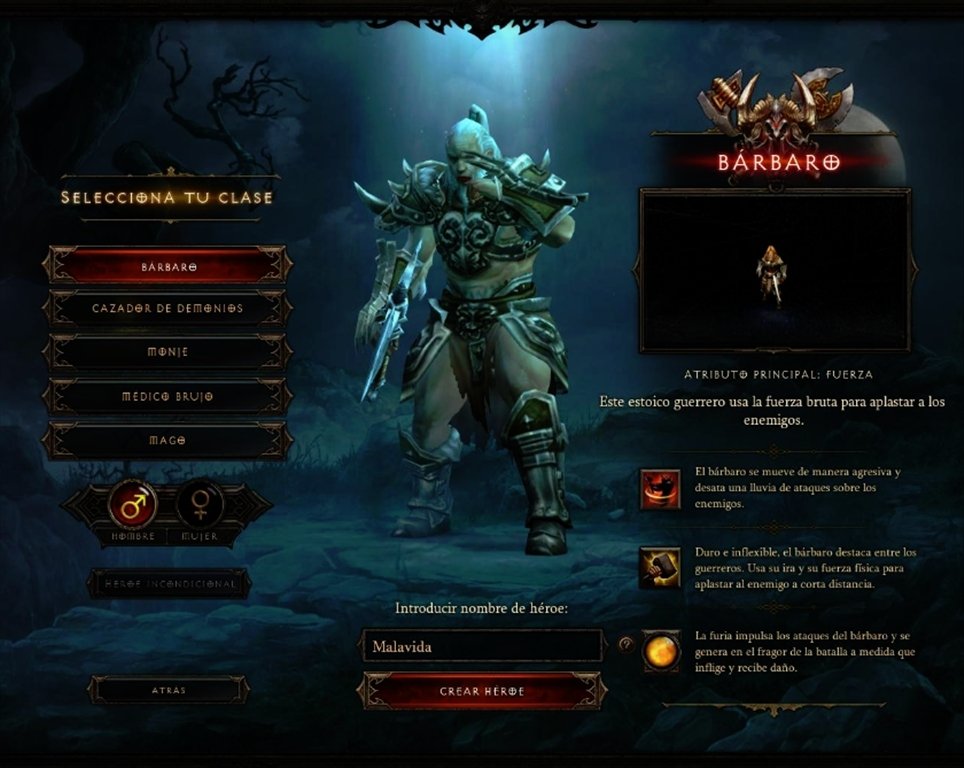 SELECCIONA TU CLASE
BÁRBARO
CAZADOR DE DEMONIOS
MONJE
MÉDICO BRUJO
MAGO
HOMBRE MUJER
HÉROE INCONDICIONAL
ATRÁS
Introducir nombre de héroe:
Malavida
?
CREAR HÉROE
BÁRBARO
ATRIBUTO PRINCIPAL: FUERZA
Este estoico guerrero usa la fuerza bruta para aplastar a los
enemigos.
El bárbaro se mueve de manera agresiva y
desata una lluvia de ataques sobre los
enemigos.
Duro e inflexible, el bárbaro destaca entre los
guerreros. Usa su ira y su fuerza física para
aplastar al enemigo a corta distancia.
La furia impulsa los ataques del bárbaro y se
genera en el fragor de la batalla a medida que
inflige y recibe daño.